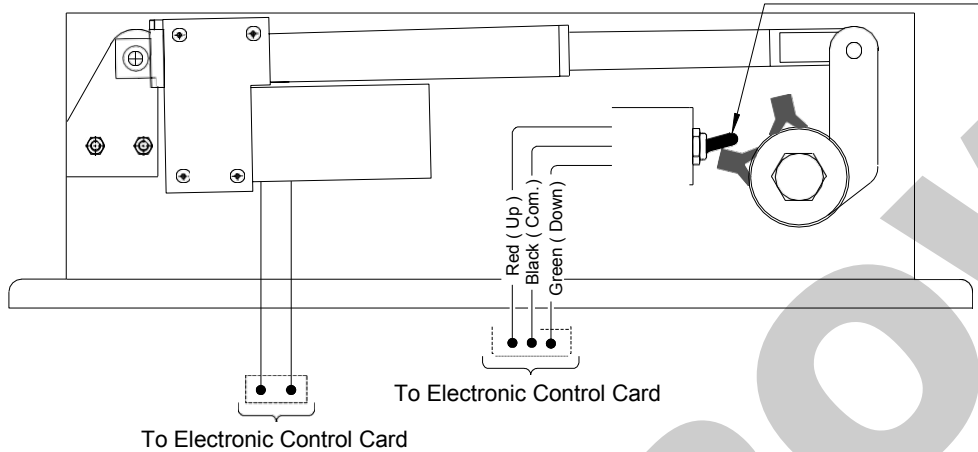 Red ( Up )
Black ( Com.)
Green ( Down)
To Electronic Control Card
To Electronic Control Card